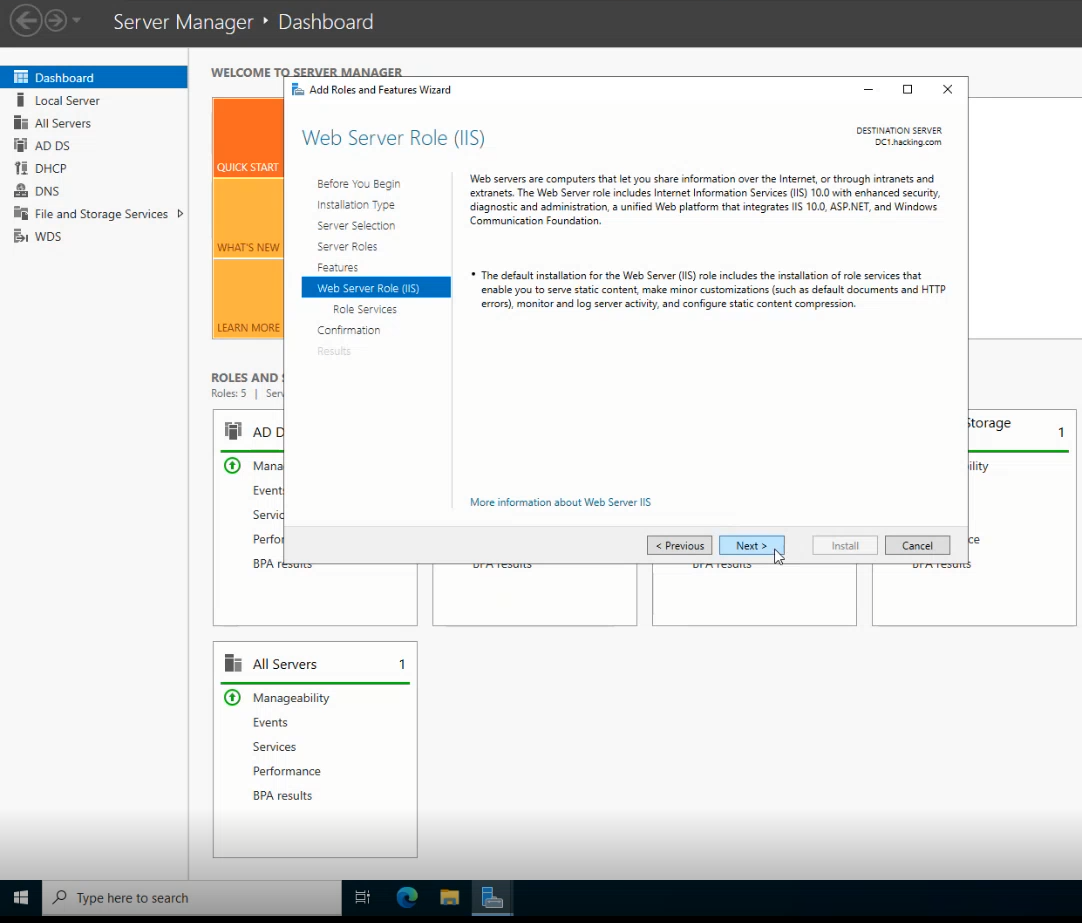 Server Manager ‣ Dashboard
Dashboard
Local Server
All Servers
AD DS
DHCP
DNS
File and Storage Services
WDS
WELCOME TO SERVER MANAGER
QUICK START
WHAT'S NEW
LEARN MORE
Add Roles and Features Wizard
Web Server Role (IIS)
DESTINATION SERVER
DC1.hacking.com
Before You Begin
Installation Type
Server Selection
Server Roles
Features
Web Server Role (IIS)
Role Services
Confirmation
Results
Web servers are computers that let you share information over the Internet, or through intranets and
extranets. The Web Server role includes Internet Information Services (IIS) 10.0 with enhanced security,
diagnostic and administration, a unified Web platform that integrates IIS 10.0, ASP.NET, and Windows
Communication Foundation.
• The default installation for the Web Server (IIS) role includes the installation of role services that
enable you to serve static content, make minor customizations (such as default documents and HTTP
errors), monitor and log server activity, and configure static content compression.
More information about Web Server IIS
< Previous
Next >
Install
Cancel
ROLES AND
Roles: 5 | Serv
AD D
Mana
Events
Servic
Perfor
BPA results
BPA results
BPA results
Storage
1
ility
ce
BPA results
All Servers 1
Manageability
Events
Services
Performance
BPA results
Type here to search